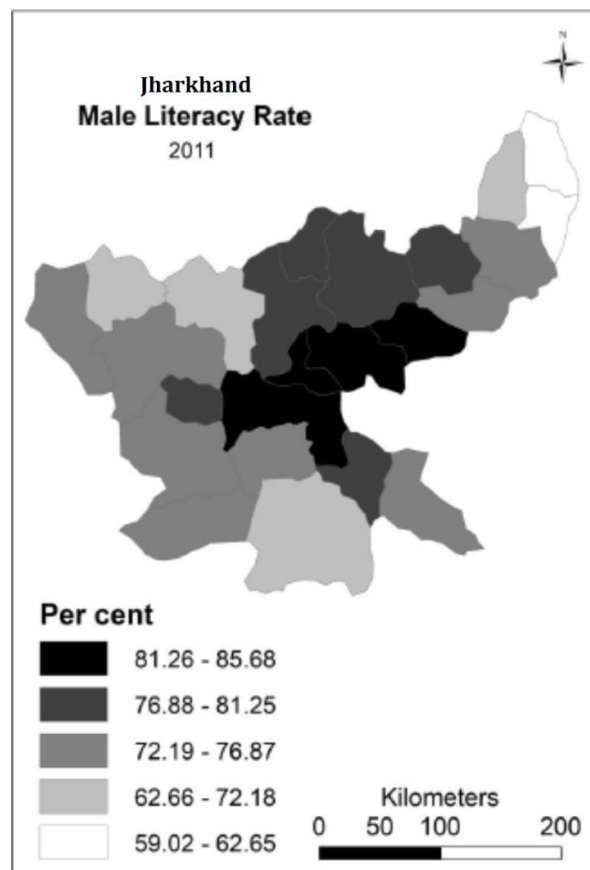 N
Jharkhand
Male Literacy Rate
2011
Per cent
81.26 - 85.68
76.88 - 81.25
72.19 - 76.87
62.66 - 72.18
59.02 - 62.65
Kilometers
0 50 100 200